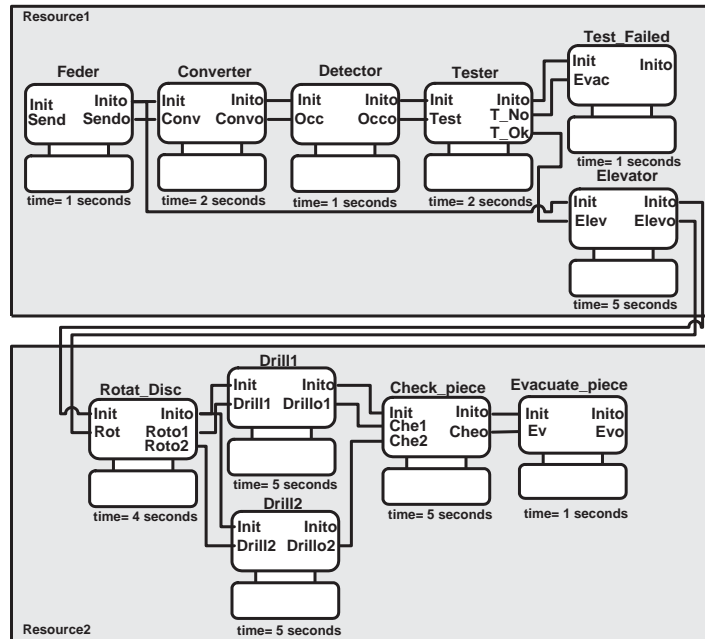 Resource1
Test_Failed
Feder
Converter
Detector
Tester
Init
Inito
Evac
Init
Inito
Send
Sendo
Init
Inito
Conv
Convo
Init
Inito
Occ
Occo
Init
Inito
Test
T_No
T_Ok
time= 1 seconds
time= 2 seconds
time= 1 seconds
time= 2 seconds
time= 1 seconds
Elevator
Init
Inito
Elev
Elevo
time= 5 seconds
Rotat_Disc
Drill1
Check_piece
Evacuate_piece
Init
Inito
Rot
Roto1
Roto2
Init
Inito
Drill1
Drillo1
Init
Inito
Che1
Che2
Cheo
Init
Inito
Ev
Evo
time= 4 seconds
time= 5 seconds
time= 5 seconds
time= 1 seconds
Drill2
Init
Inito
Drill2
Drillo2
time= 5 seconds
Resource2